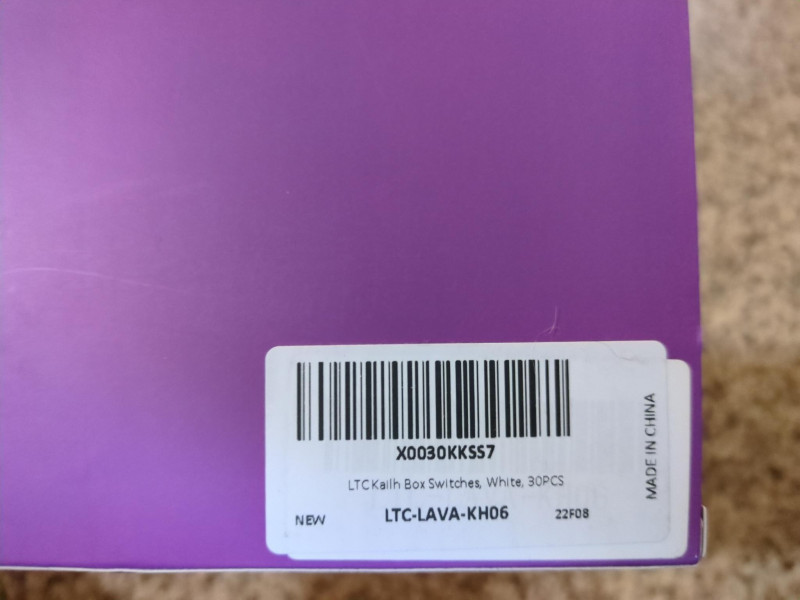 X0030KKSS7
LTC Kailh Box Switches, White, 30PCS
NEW LTC-LAVA-KH06 22F08
MADE IN CHINA